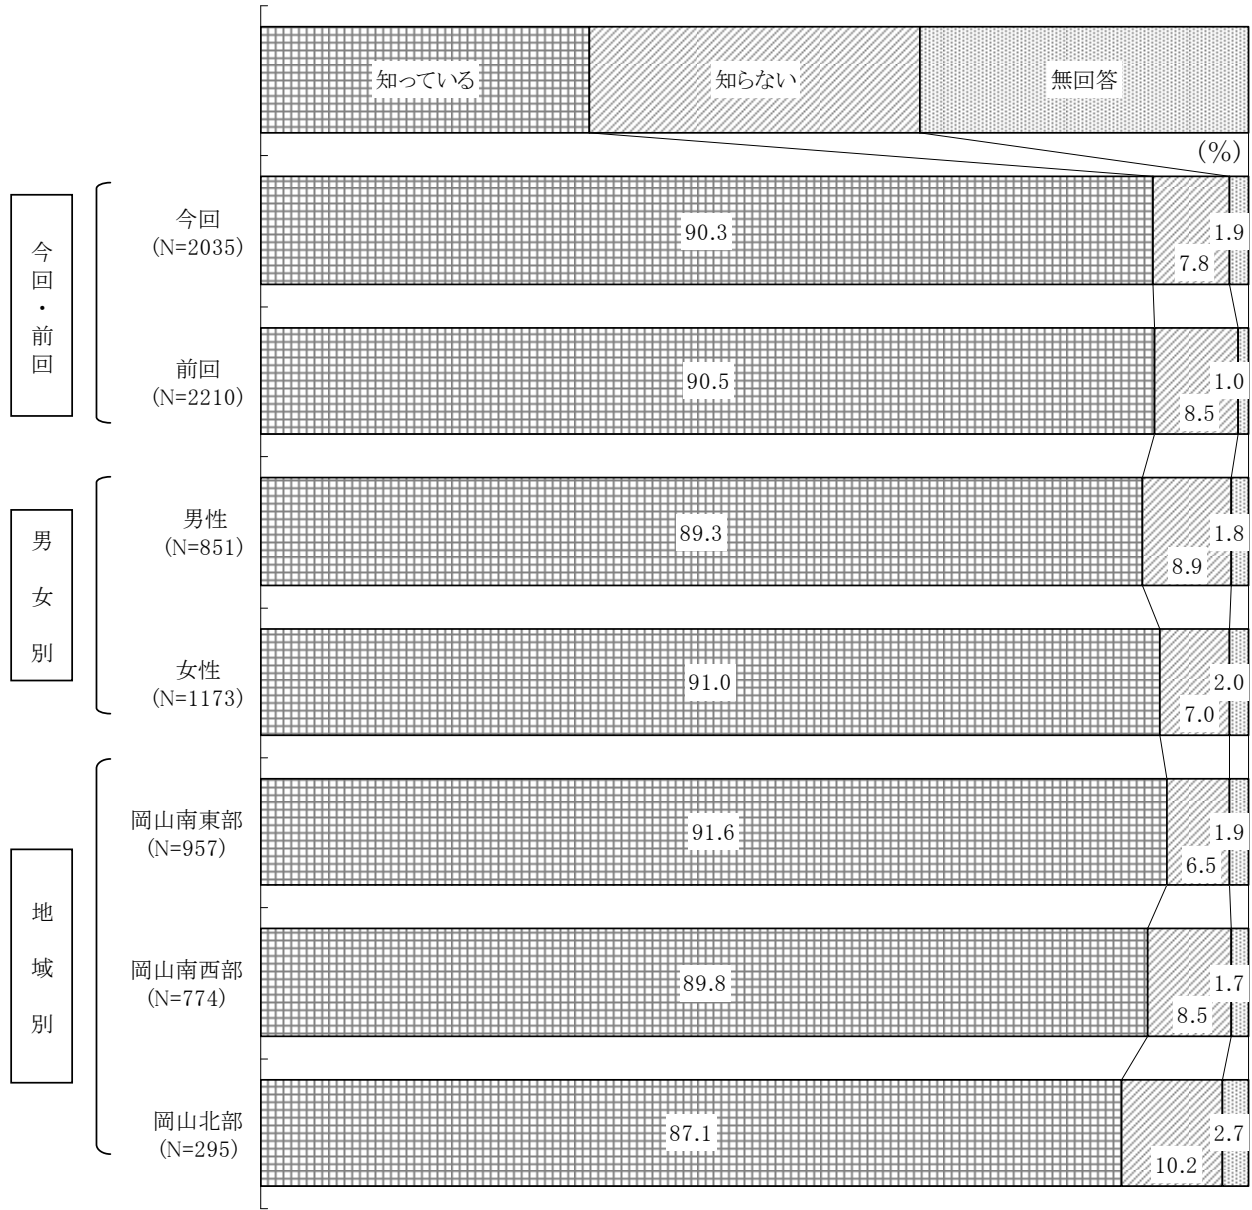 知っている
知らない
無回答
(%)
今回・前回
今回
(N=2035)
90.3
7.8
1.9
前回
(N=2210)
90.5
8.5
1.0
男女別
男性
(N=851)
89.3
8.9
1.8
女性
(N=1173)
91.0
7.0
2.0
地域別
岡山南東部
(N=957)
91.6
6.5
1.9
岡山南西部
(N=774)
89.8
8.5
1.7
岡山北部
(N=295)
87.1
10.2
2.7